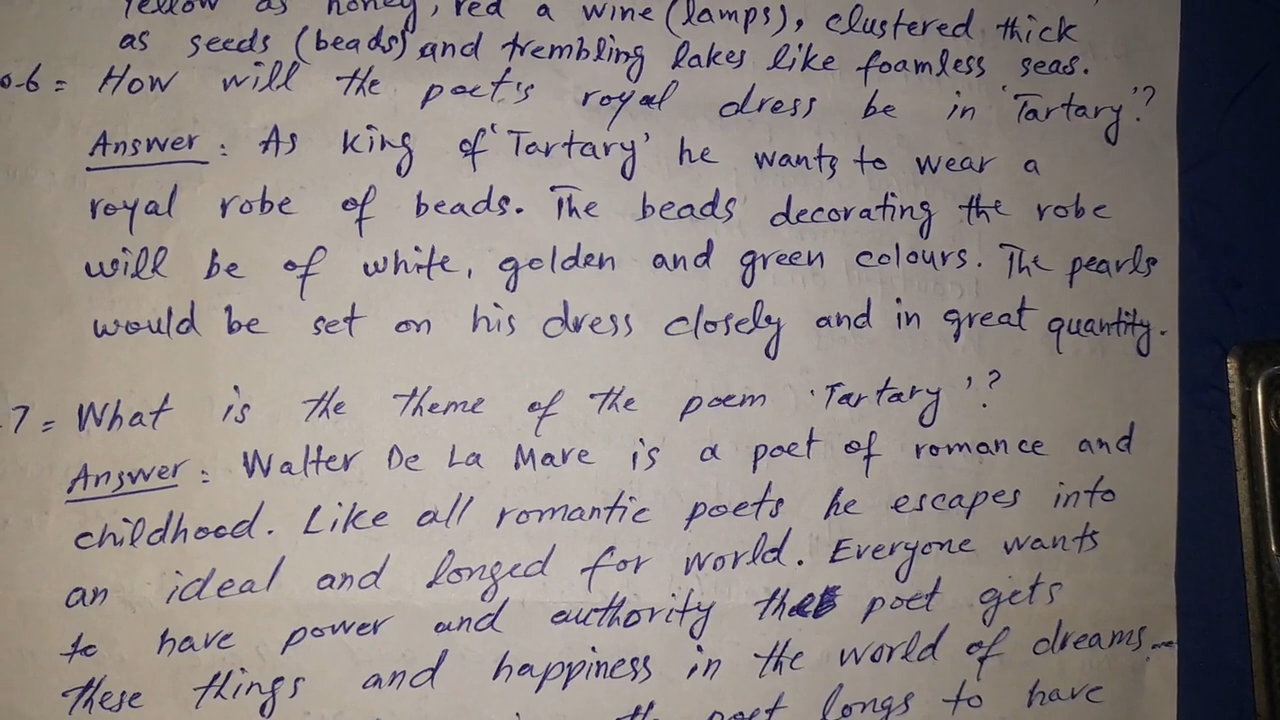 Yellow as honey, red a wine (lamps), clustered thick
as seeds (beads) and trembling lakes like foamless seas.
0-6 = How will the poet's royal dress be in 'Tartary'?
Answer : As king of 'Tartary' he wants to wear a
royal robe of beads. The beads decorating the robe
will be of white, golden and green colours. The pearls
would be set on his dress closely and in great quantity.
7 = What is the theme of the poem 'Tartary'?
Answer : Walter De La Mare is a poet of romance and
childhood. Like all romantic poets he escapes into
an ideal and longed for world. Everyone wants
to have power and authority the poet gets
these things and happiness in the world of dreams
the poet longs to have